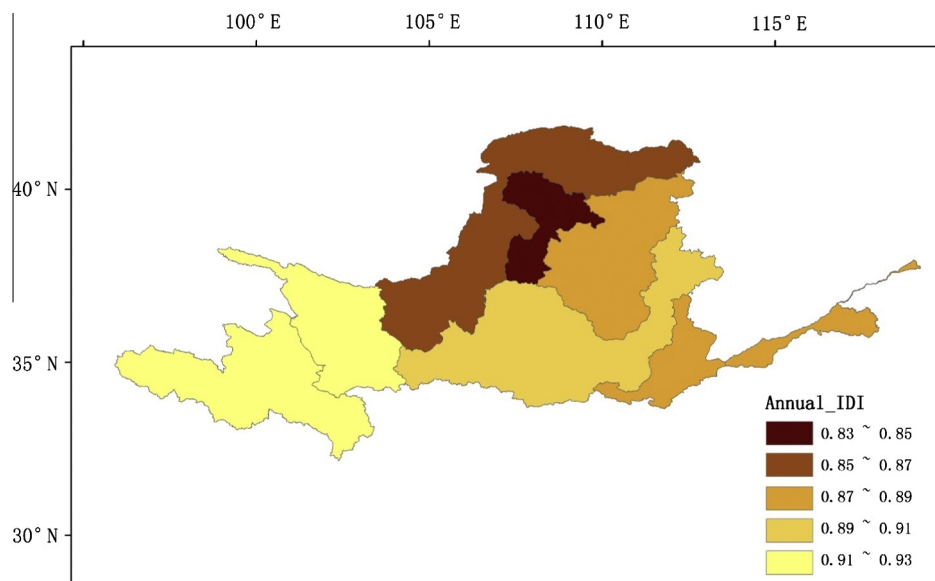 100°E 105°E 110°E 115°E
40°N
35°N
30°N
Annual_IDI
0.83 ~ 0.85
0.85 ~ 0.87
0.87 ~ 0.89
0.89 ~ 0.91
0.91 ~ 0.93